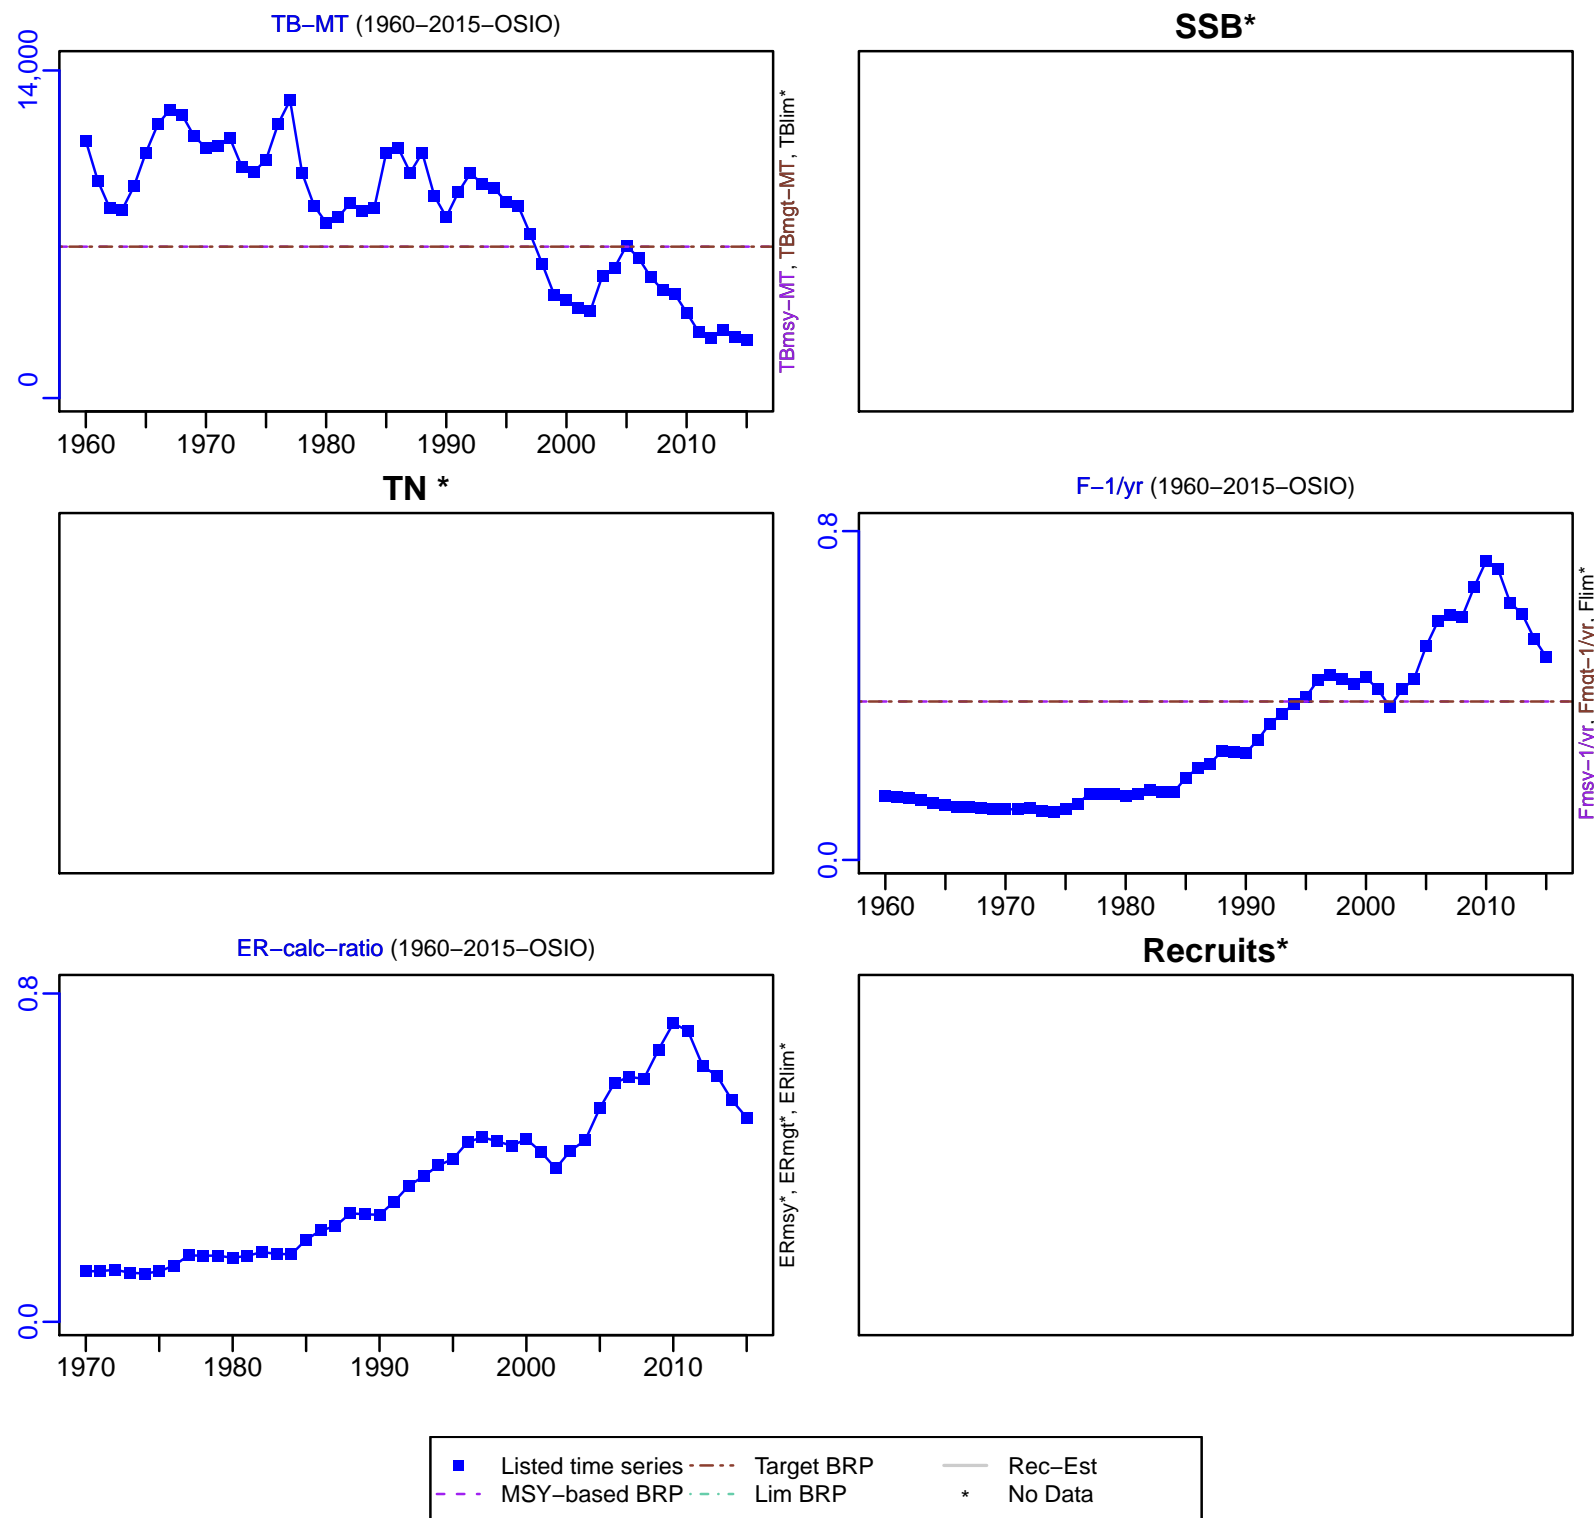 TB−MT (1960−2015−OSIO)
14,000
0
TBmsy−MT, TBmgt−MT, TBlim*
1960 1970 1980 1990 2000 2010
SSB*
TN *
F−1/yr (1960−2015−OSIO)
0.8
0.0
Fmsy−1/yr, Fmgt−1/yr, Flim*
1960 1970 1980 1990 2000 2010
ER−calc−ratio (1960−2015−OSIO)
0.8
0.0
ERmsy*, ERmgt*, ERlim*
1970 1980 1990 2000 2010
Recruits*
Listed time series Target BRP Rec−Est
MSY−based BRP Lim BRP * No Data